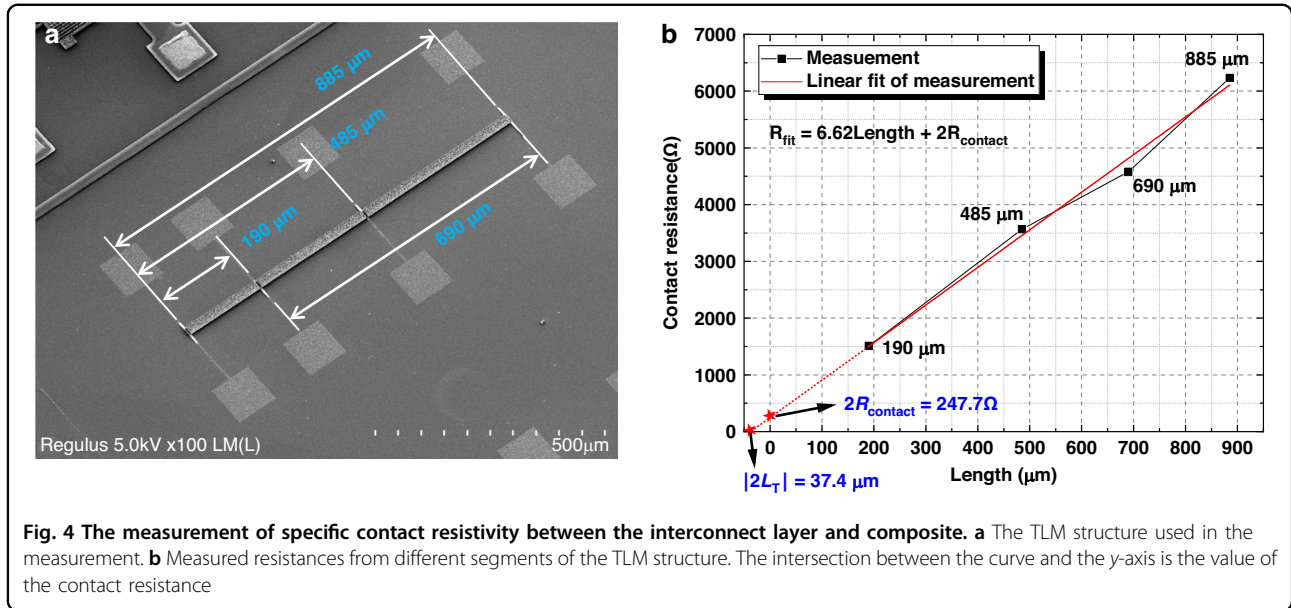 a
885 μm
485 μm
190 μm
690 μm
Regulus 5.0kV x100 LM(L)
500μm
b
Measuement
Linear fit of measurement
R_fit = 6.62Length + 2R_contact
885 μm
690 μm
485 μm
190 μm
2R_contact = 247.7Ω
|2L_T| = 37.4 μm
Contact resistance(Ω)
7000
6000
5000
4000
3000
2000
1000
0
0 100 200 300 400 500 600 700 800 900
Length (μm)
Fig. 4 The measurement of specific contact resistivity between the interconnect layer and composite. a The TLM structure used in the
measurement. b Measured resistances from different segments of the TLM structure. The intersection between the curve and the y-axis is the value of
the contact resistance